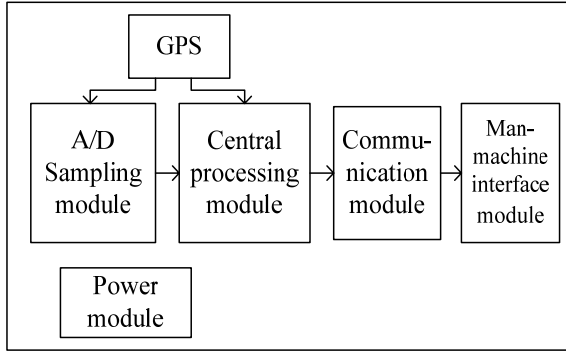 GPS
A/D
Sampling
module
Central
processing
module
Commu-
nication
module
Man-
machine
interface
module
Power
module